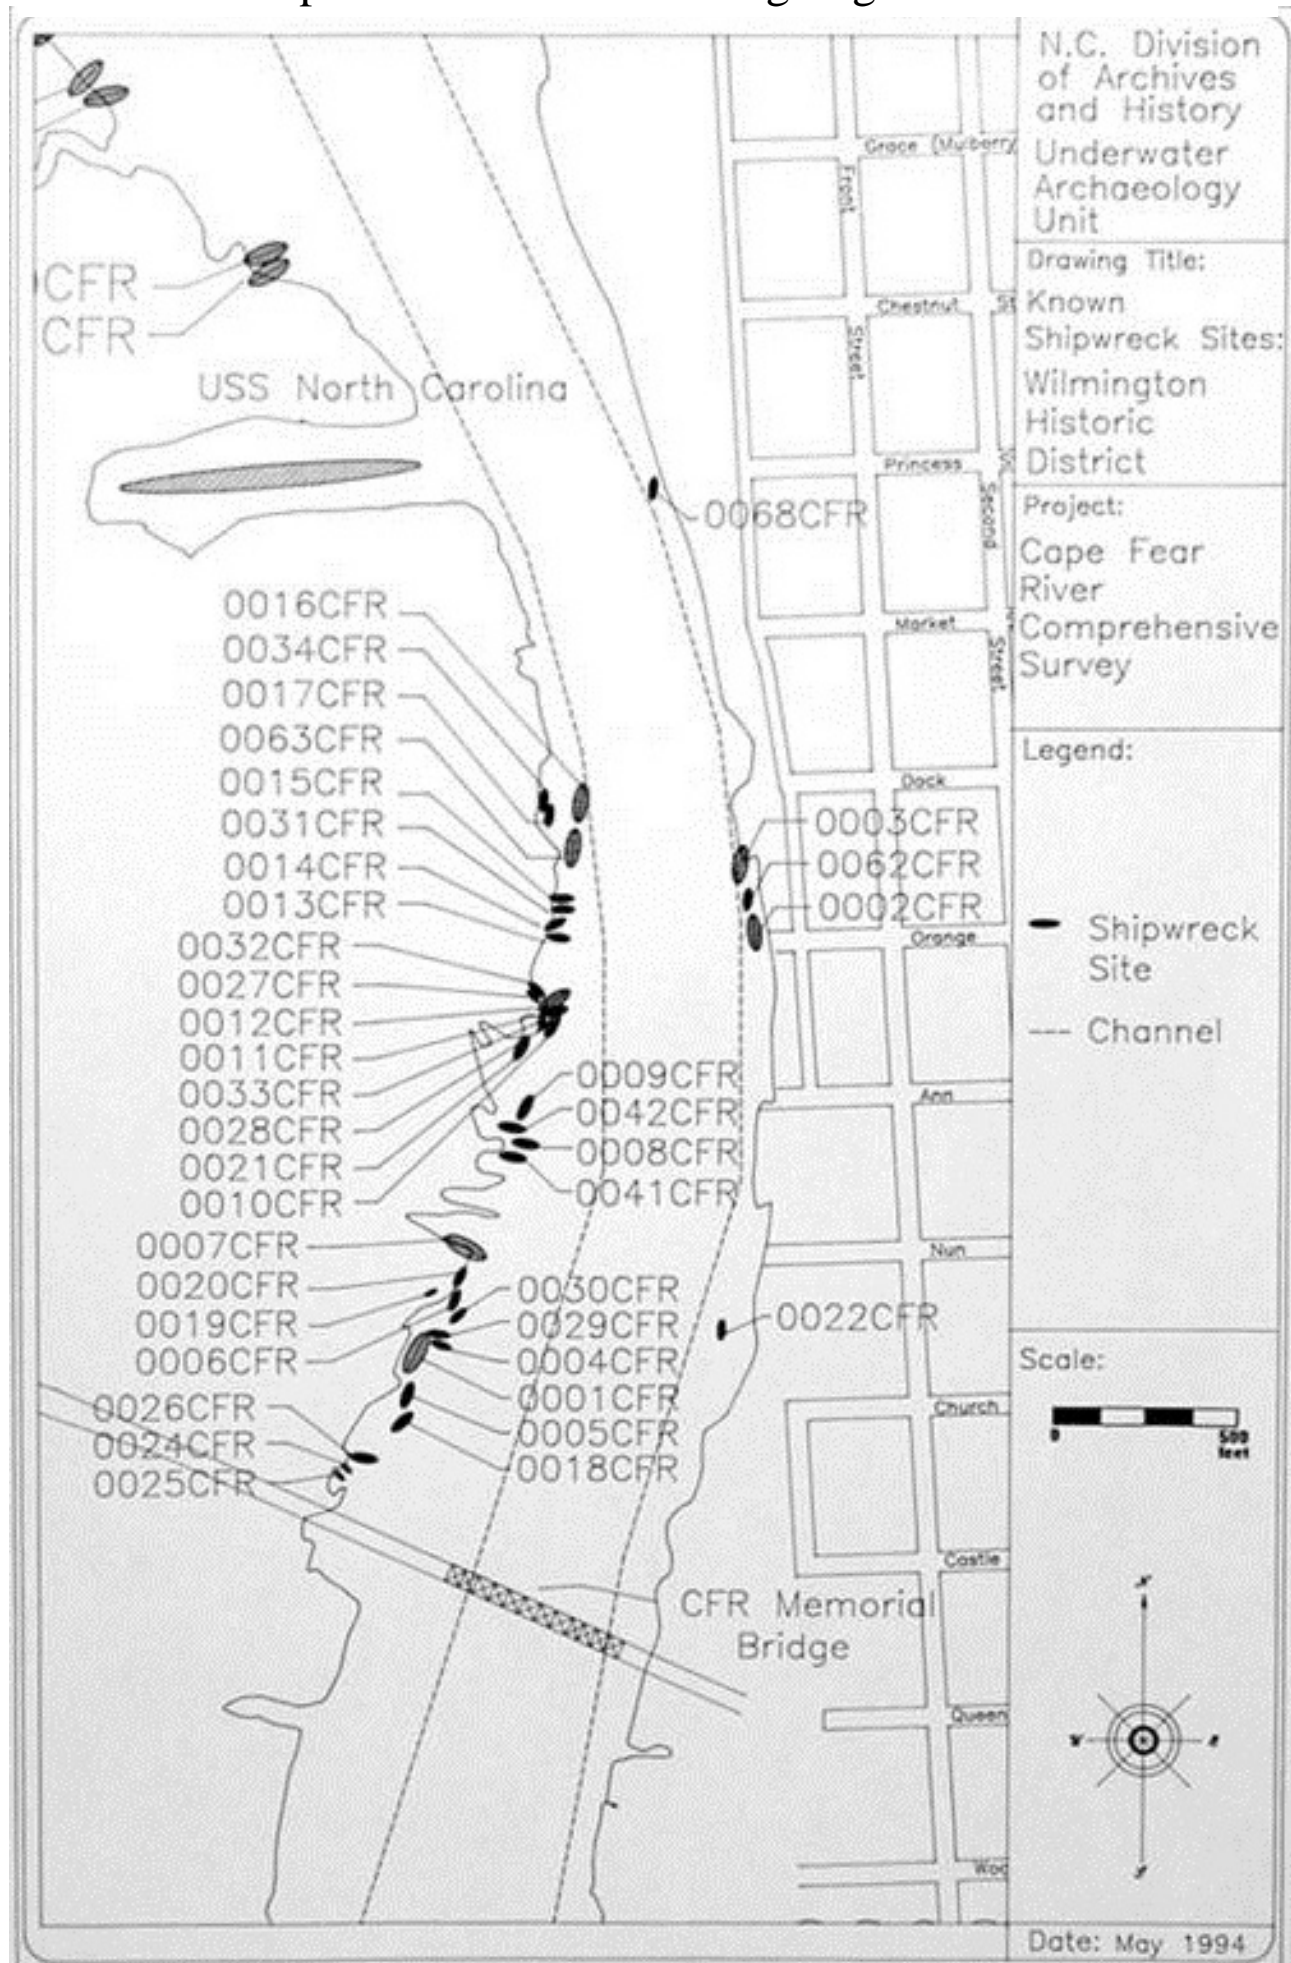 N.C. Division
of Archives
and History
Underwater
Archaeology
Unit
Drawing Title:
Known
Shipwreck Sites:
Wilmington
Historic
District
Project:
Cape Fear
River
Comprehensive
Survey
Legend:
Shipwreck
Site
Channel
Scale:
0 500
feet
N
W
S
Date: May 1994
Grace (Mulberry
Front
Chestnut St
Street
CFR
CFR
USS North Carolina
Princess
Second
0068CFR
Market
Street
0016CFR
0034CFR
0017CFR
0063CFR
0015CFR
0031CFR
0014CFR
0013CFR
0032CFR
0027CFR
0012CFR
0011CFR
0033CFR
0028CFR
0021CFR
0010CFR
0007CFR
0020CFR
0019CFR
0006CFR
0026CFR
0024CFR
0025CFR
Dock
0003CFR
0062CFR
0002CFR
Orange
0009CFR
0042CFR
0008CFR
0041CFR
Ann
Nun
0030CFR
0029CFR
0004CFR
0001CFR
0005CFR
0018CFR
0022CFR
Church
Castle
CFR Memorial
Bridge
Queen